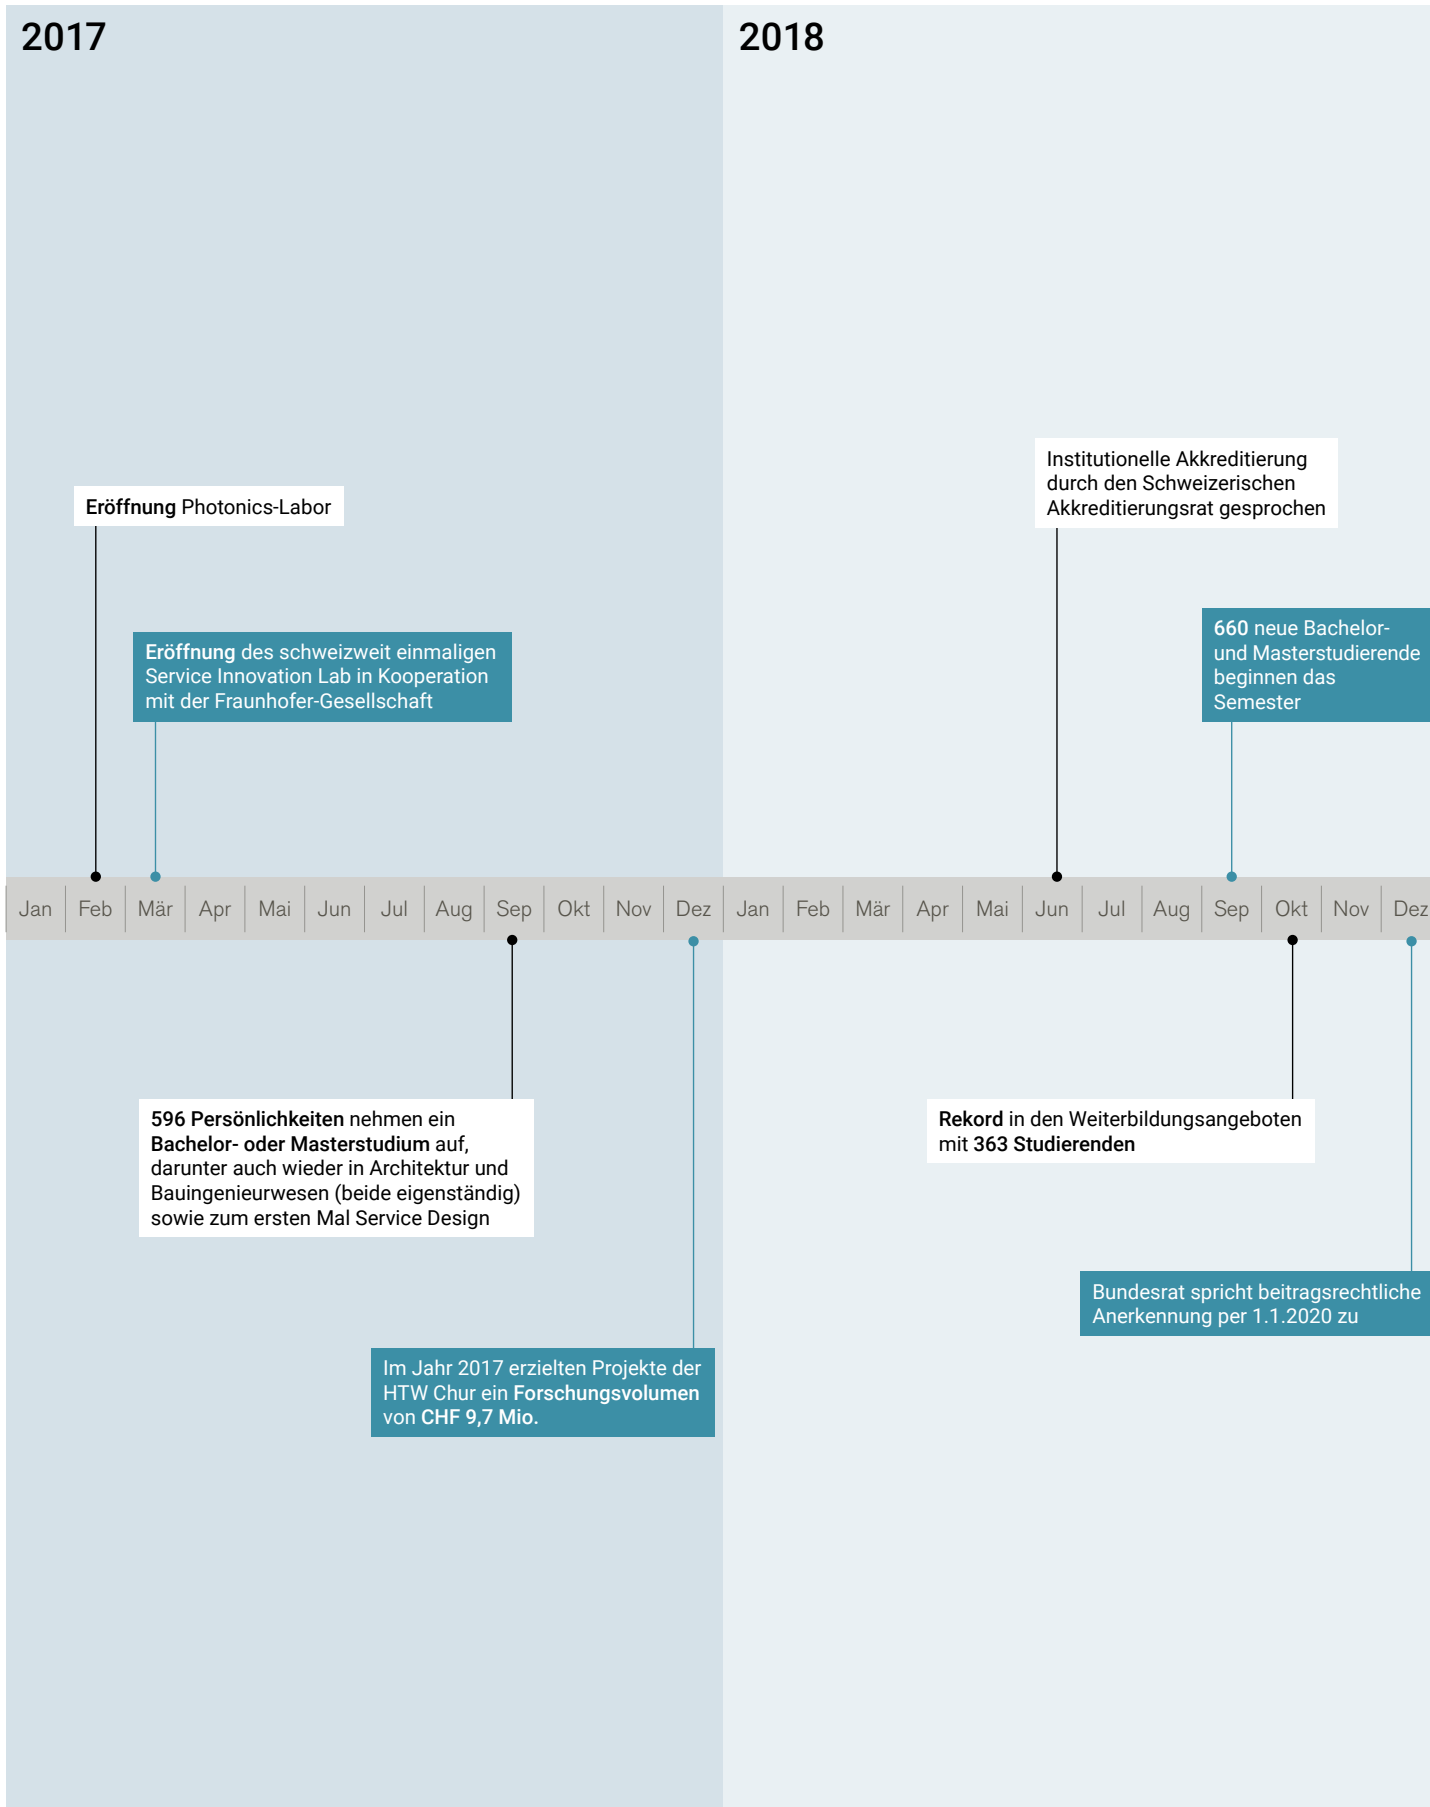 2017
2018
Institutionelle Akkreditierung
durch den Schweizerischen
Akkreditierungsrat gesprochen
Eröffnung Photonics-Labor
660 neue Bachelor-
und Masterstudierende
beginnen das
Semester
Eröffnung des schweizweit einmaligen
Service Innovation Lab in Kooperation
mit der Fraunhofer-Gesellschaft
Jan Feb Mär Apr Mai Jun Jul Aug Sep Okt Nov Dez Jan Feb Mär Apr Mai Jun Jul Aug Sep Okt Nov Dez
596 Persönlichkeiten nehmen ein
Bachelor- oder Masterstudium auf,
darunter auch wieder in Architektur und
Bauingenieurwesen (beide eigenständig)
sowie zum ersten Mal Service Design
Rekord in den Weiterbildungsangeboten
mit 363 Studierenden
Bundesrat spricht beitragsrechtliche
Anerkennung per 1.1.2020 zu
Im Jahr 2017 erzielten Projekte der
HTW Chur ein Forschungsvolumen
von CHF 9,7 Mio.